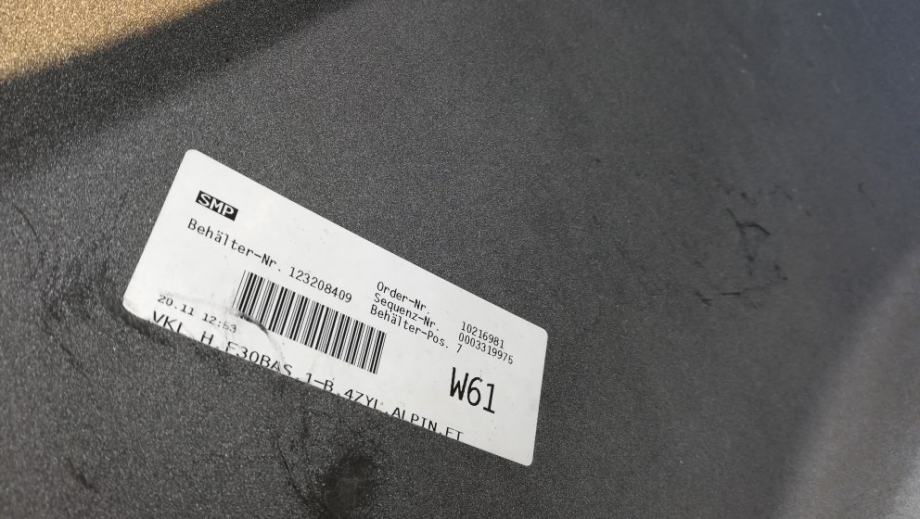 SMP
Behälter-Nr. 123208409
Order-Nr. 10216981
Sequenz-Nr. 0003319975
Behälter-Pos. 7
20.11 12:53
W61
VKL H F30BAS 1-B 47YL ALPIN FT